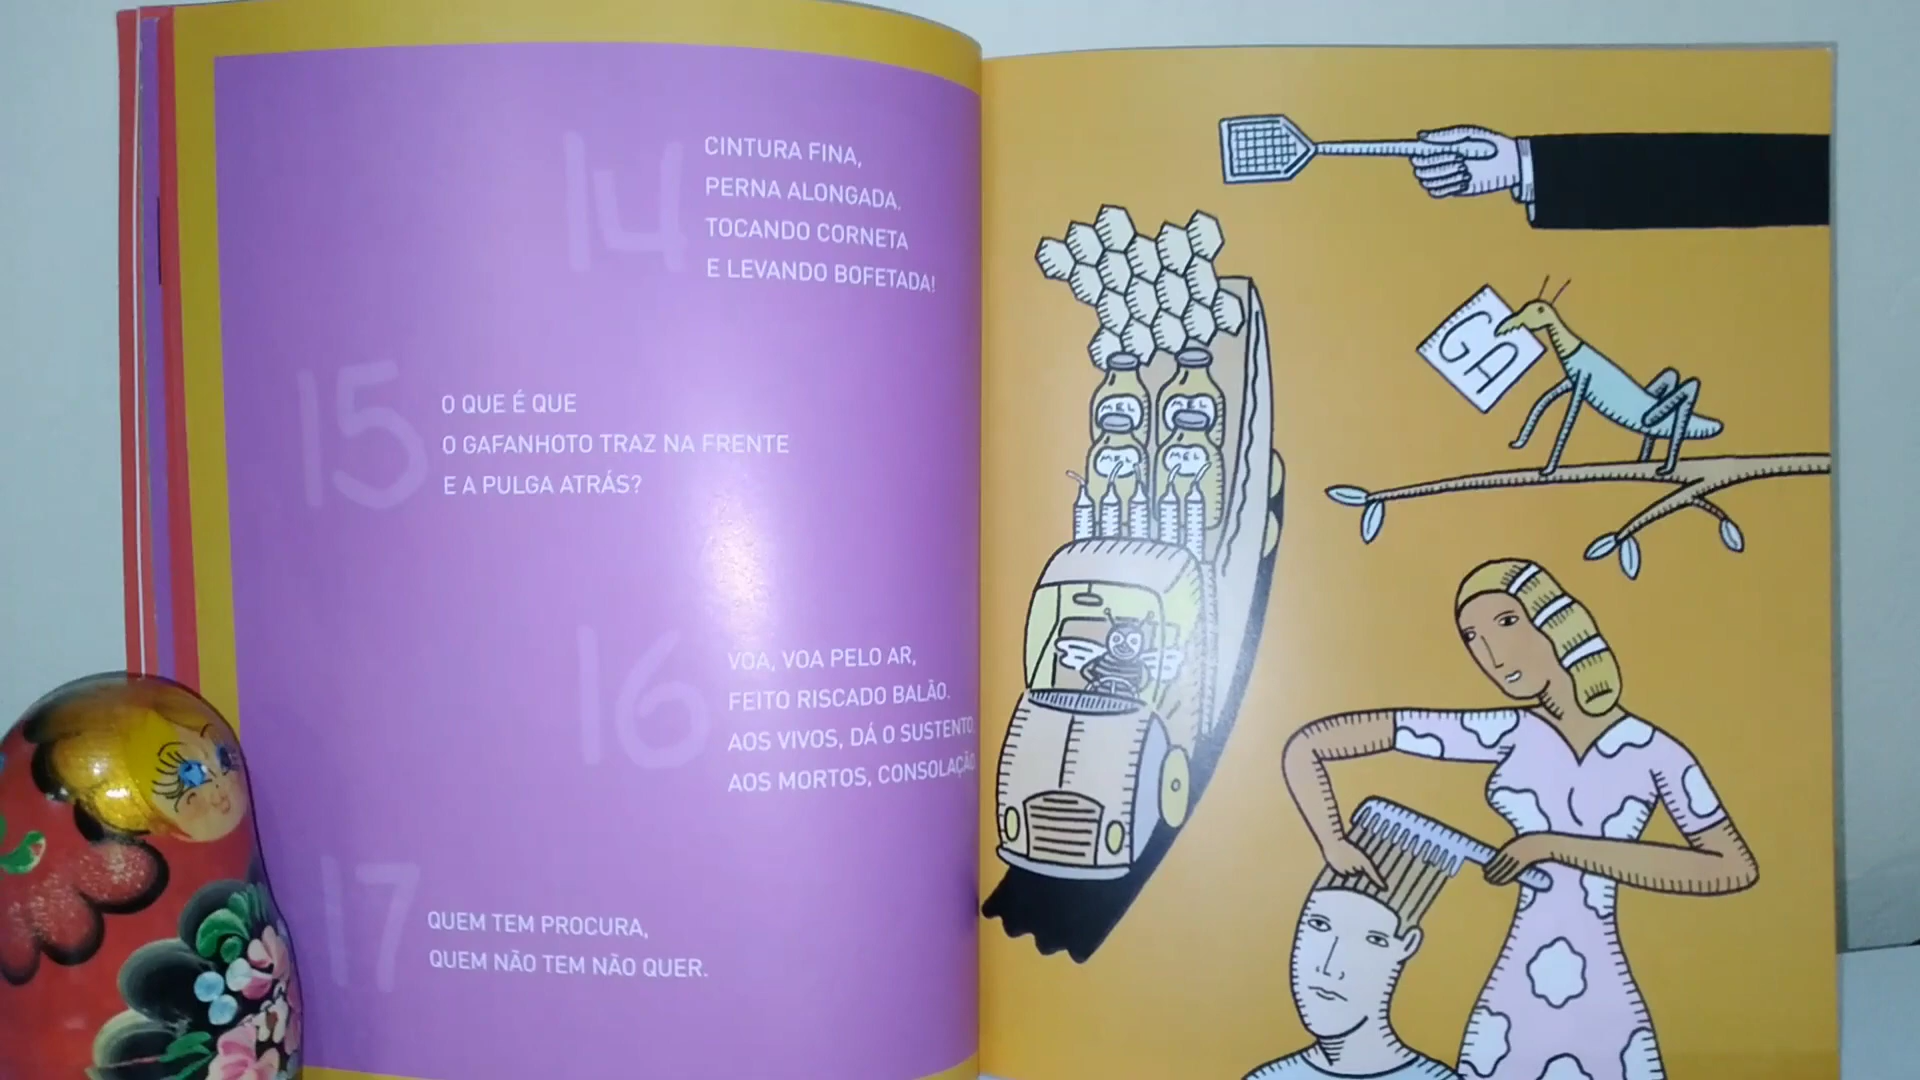 14
CINTURA FINA,
PERNA ALONGADA.
TOCANDO CORNETA
E LEVANDO BOFETADA!
15
O QUE É QUE
O GAFANHOTO TRAZ NA FRENTE
E A PULGA ATRÁS?
16
VOA, VOA PELO AR,
FEITO RISCADO BALÃO.
AOS VIVOS, DÁ O SUSTENTO,
AOS MORTOS, CONSOLAÇÃO
17
QUEM TEM PROCURA,
QUEM NÃO TEM NÃO QUER.
GA
MEL
MEL
MEL
MEL